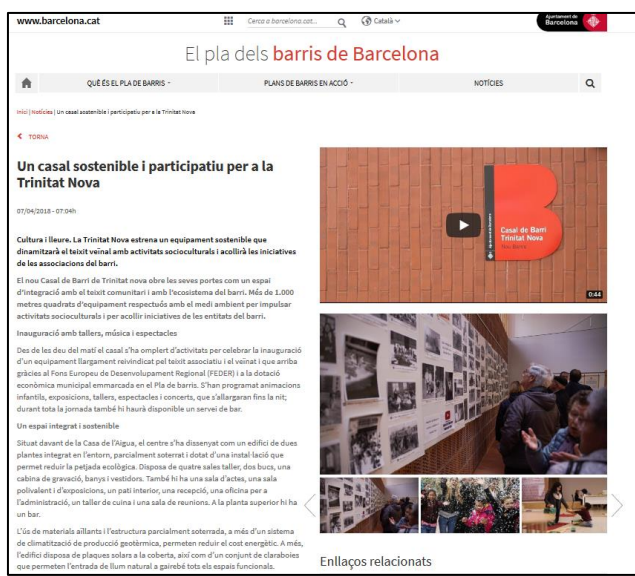 www.barcelona.cat
Cerca a barcelona.cat...
Català
Ajuntament de
Barcelona
El pla dels barris de Barcelona
QUÈ ÉS EL PLA DE BARRIS
PLANS DE BARRIS EN ACCIÓ
NOTÍCIES
Inici | Notícies | Un casal sostenible i participatiu per a la Trinitat Nova
TORNA
Un casal sostenible i participatiu per a la
Trinitat Nova
07/04/2018 - 07:04h
Cultura i lleure. La Trinitat Nova estrena un equipament sostenible que
dinamitzarà el teixit veïnal amb activitats socioculturals i acollirà les iniciatives
de les associacions del barri.
El nou Casal de Barri de Trinitat nova obre les seves portes com un espai
d'integració amb el teixit comunitari i amb l'ecosistema del barri. Més de 1.000
metres quadrats d'equipament respectuós amb el medi ambient per impulsar
activitats socioculturals i per acollir iniciatives de les entitats del barri.
Inauguració amb tallers, música i espectacles
Des de les deu del matí el casal s'ha omplert d'activitats per celebrar la inauguració
d'un equipament llargament reivindicat pel teixit associatiu i el veïnat i que arriba
gràcies al Fons Europeu de Desenvolupament Regional (FEDER) i a la dotació
econòmica municipal emmarcada en el Pla de barris. S'han programat animacions
infantils, exposicions, tallers, espectacles i concerts, que s'allargaran fins la nit;
durant tota la jornada també hi haurà disponible un servei de bar.
Un espai integrat i sostenible
Situat davant de la Casa de l'Aigua, el centre s'ha dissenyat com un edifici de dues
plantes integrat en l'entorn, parcialment soterrat i dotat d'una instal·lació que
permet reduir la petjada ecològica. Disposa de quatre sales taller, dos bucs, una
cabina de gravació, banys i vestidors. També hi ha una sala d'actes, una sala
polivalent i d'exposicions, un pati interior, una recepció, una oficina per a
l'administració, un taller de cuina i una sala de reunions. A la planta superior hi ha
un bar.
L'ús de materials aïllants i l'estructura parcialment soterrada, a més d'un sistema
de climatització de producció geotèrmica, permeten reduir el cost energètic. A més,
l'edifici disposa de plaques solars a la coberta, així com d'un conjunt de claraboies
que permeten l'entrada de llum natural a gairebé tots els espais funcionals.
Casal de Barri
Trinitat Nova
0:44
Enllaços relacionats